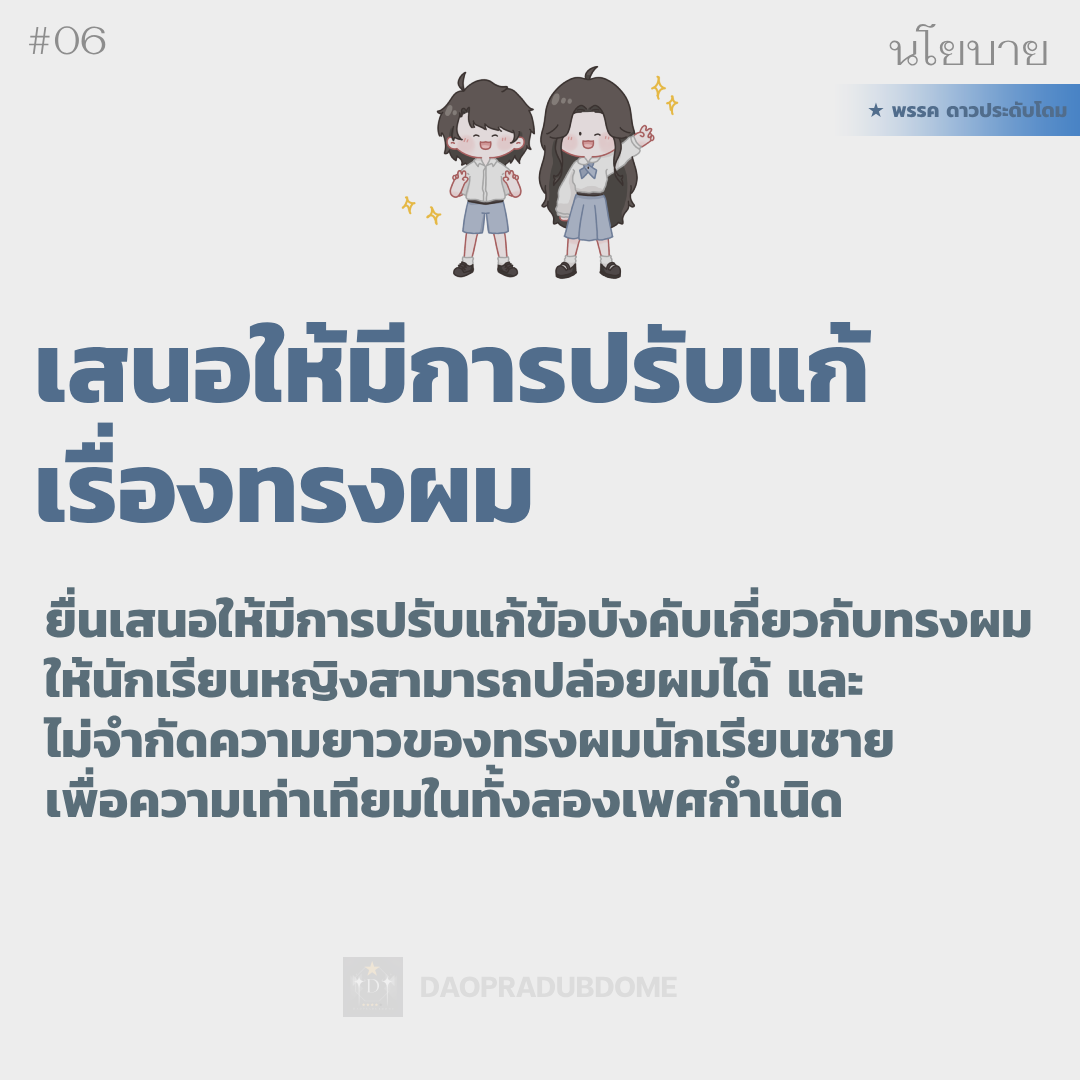 #06
นโยบาย
★ พรรค ดาวประดับโดม
เสนอให้มีการปรับแก้
เรื่องทรงผม
ยื่นเสนอให้มีการปรับแก้ข้อบังคับเกี่ยวกับทรงผม
ให้นักเรียนหญิงสามารถปล่อยผมได้ และ
ไม่จำกัดความยาวของทรงผมนักเรียนชาย
เพื่อความเท่าเทียมในทั้งสองเพศกำเนิด
D
DAOPRADUBDOME